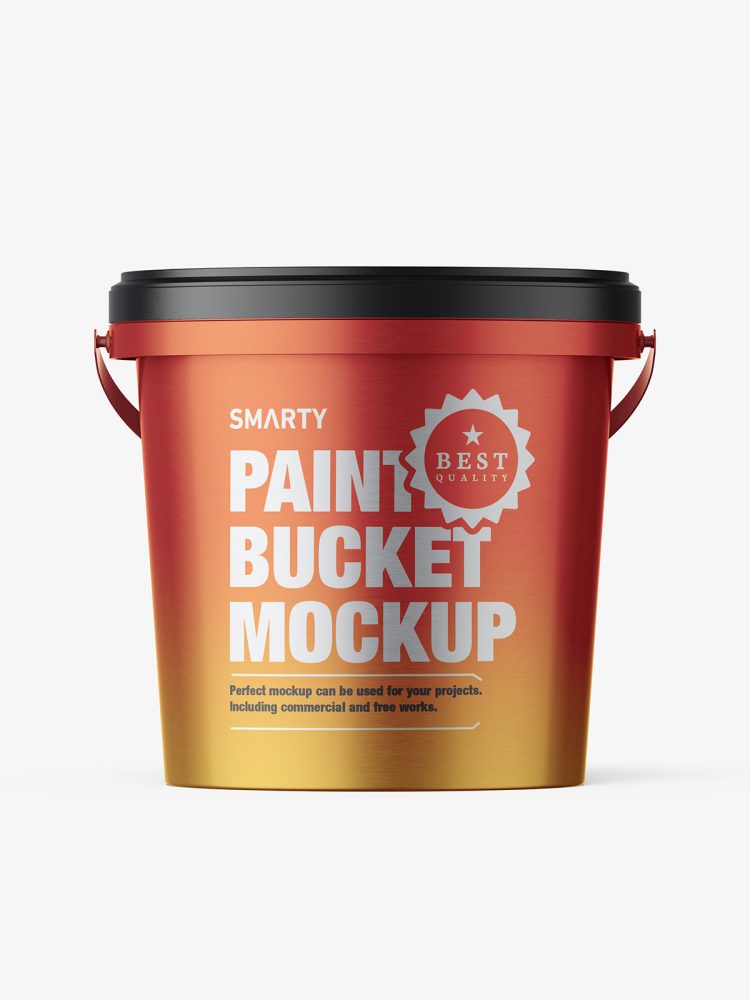 SMARTY
PAINT
BUCKET
MOCKUP
BEST
QUALITY
Perfect mockup can be used for your projects.
Including commercial and free works.